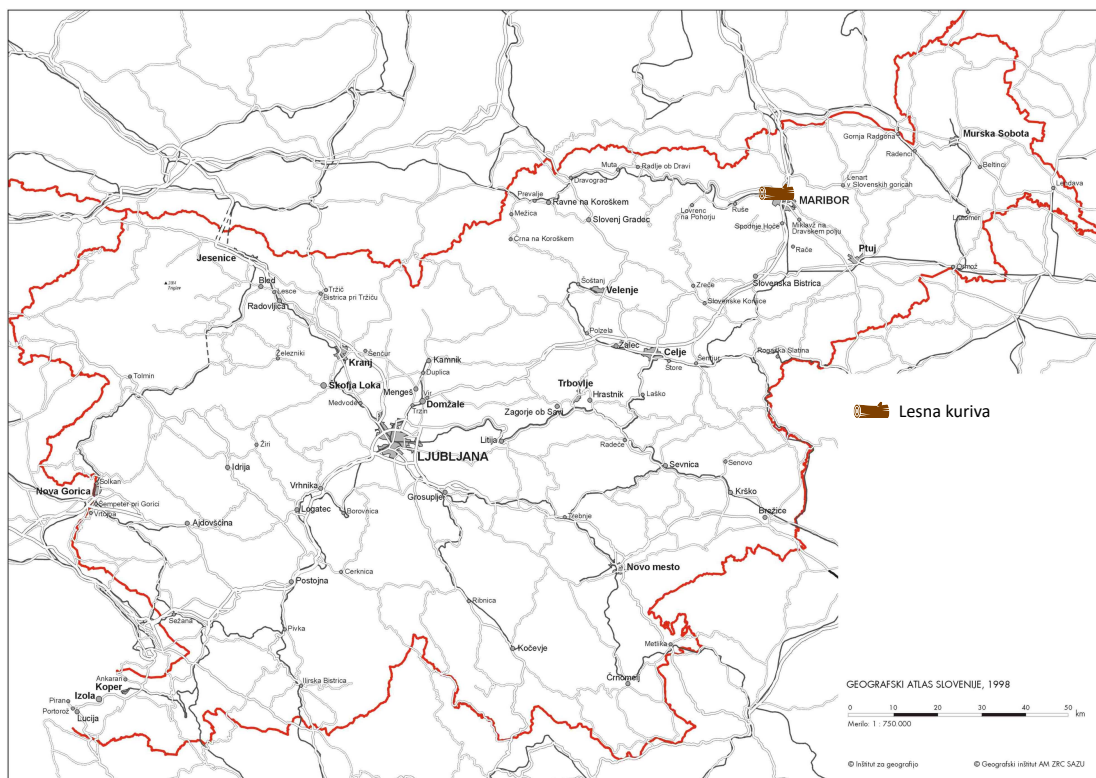 Murska Sobota
Gornja Radgona
Radenci
Beltinci
Lendava
Muta
Radlje ob Dravi
Dravograd
Prevalje
Ravne na Koroškem
Mežica
Slovenj Gradec
Črna na Koroškem
Lovrenc
na Pohorju
Ruše
MARIBOR
Lenart
v Slovenskih goricah
Spodnje Hoče
Miklavž na
Dravskem polju
Rače
Ljutomer
Ptuj
Ormož
Jesenice
Bled
Lesce
Radovljica
Tržič
Bistrica pri Tržiču
Šoštanj
Velenje
Zreče
Slovenska Bistrica
Slovenske Konjice
Polzela
Žalec
Celje
Štore
Šentjur
Rogaška Slatina
Železniki
Šenčur
Kranj
Kamnik
Duplica
Tolmin
Škofja Loka
Medvode
Mengeš
Vir
Domžale
Trzin
Trbovlje
Hrastnik
Zagorje ob Savi
Laško
Lesna kuriva
Žiri
Idrija
LJUBLJANA
Litija
Radeče
Sevnica
Senovo
Solkan
Nova Gorica
Šempeter pri Gorici
Vrtojba
Ajdovščina
Vrhnika
Logatec
Borovnica
Grosuplje
Krško
Brežice
Trebnje
Novo mesto
Cerknica
Postojna
Ribnica
Sežana
Pivka
Kočevje
Metlika
Črnomelj
Ankaran
Koper
Izola
Piran
Portorož
Lucija
Ilirska Bistrica
GEOGRAFSKI ATLAS SLOVENIJE, 1998
0 10 20 30 40 50 km
Merilo: 1 : 750 000
© Inštitut za geografijo © Geografski inštitut AM ZRC SAZU